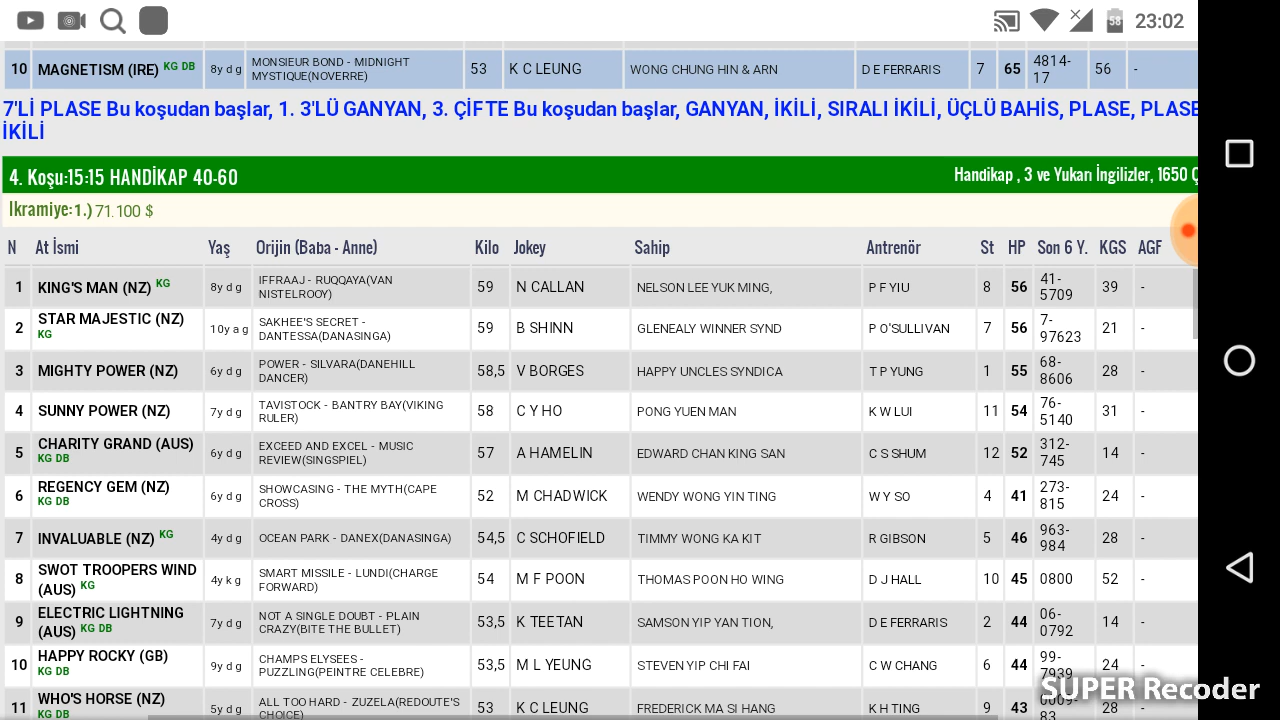 58 23:02
10 MAGNETISM (IRE) KG DB 8y d g MONSIEUR BOND - MIDNIGHT MYSTIQUE(NOVERRE) 53 K C LEUNG WONG CHUNG HIN & ARN D E FERRARIS 7 65 4814-17 56 -
7'Lİ PLASE Bu koşudan başlar, 1. 3'LÜ GANYAN, 3. ÇİFTE Bu koşudan başlar, GANYAN, İKİLİ, SIRALI İKİLİ, ÜÇLÜ BAHİS, PLASE, PLASE
İKİLİ
4. Koşu:15:15 HANDİKAP 40-60 Handikap , 3 ve Yukarı İngilizler, 1650 Ç
Ikramiye:1.) 71.100 $
N At İsmi Yaş Orijin (Baba - Anne) Kilo Jokey Sahip Antrenör St HP Son 6 Y. KGS AGF
1 KING'S MAN (NZ) KG 8y d g IFFRAAJ - RUQQAYA(VAN NISTELROOY) 59 N CALLAN NELSON LEE YUK MING, P F YIU 8 56 41-5709 39 -
2 STAR MAJESTIC (NZ) KG 10y a g SAKHEE'S SECRET - DANTESSA(DANASINGA) 59 B SHINN GLENEALY WINNER SYND P O'SULLIVAN 7 56 7-97623 21 -
3 MIGHTY POWER (NZ) 6y d g POWER - SILVARA(DANEHILL DANCER) 58,5 V BORGES HAPPY UNCLES SYNDICA T P YUNG 1 55 68-8606 28 -
4 SUNNY POWER (NZ) 7y d g TAVISTOCK - BANTRY BAY(VIKING RULER) 58 C Y HO PONG YUEN MAN K W LUI 11 54 76-5140 31 -
5 CHARITY GRAND (AUS) KG DB 6y d g EXCEED AND EXCEL - MUSIC REVIEW(SINGSPIEL) 57 A HAMELIN EDWARD CHAN KING SAN C S SHUM 12 52 312-745 14 -
6 REGENCY GEM (NZ) KG DB 6y d g SHOWCASING - THE MYTH(CAPE CROSS) 52 M CHADWICK WENDY WONG YIN TING W Y SO 4 41 273-815 24 -
7 INVALUABLE (NZ) KG 4y d g OCEAN PARK - DANEX(DANASINGA) 54,5 C SCHOFIELD TIMMY WONG KA KIT R GIBSON 5 46 963-984 28 -
8 SWOT TROOPERS WIND (AUS) KG 4y k g SMART MISSILE - LUNDI(CHARGE FORWARD) 54 M F POON THOMAS POON HO WING D J HALL 10 45 0800 52 -
9 ELECTRIC LIGHTNING (AUS) KG DB 7y d g NOT A SINGLE DOUBT - PLAIN CRAZY(BITE THE BULLET) 53,5 K TEETAN SAMSON YIP YAN TION, D E FERRARIS 2 44 06-0792 14 -
10 HAPPY ROCKY (GB) KG DB 9y d g CHAMPS ELYSEES - PUZZLING(PEINTRE CELEBRE) 53,5 M L YEUNG STEVEN YIP CHI FAI C W CHANG 6 44 99-7939 24 -
11 WHO'S HORSE (NZ) KG DB 5y d g ALL TOO HARD - ZUZELA(REDOUTE'S CHOICE) 53 K C LEUNG FREDERICK MA SI HANG K H TING 9 43 0009-83 28 -
SUPER Recoder